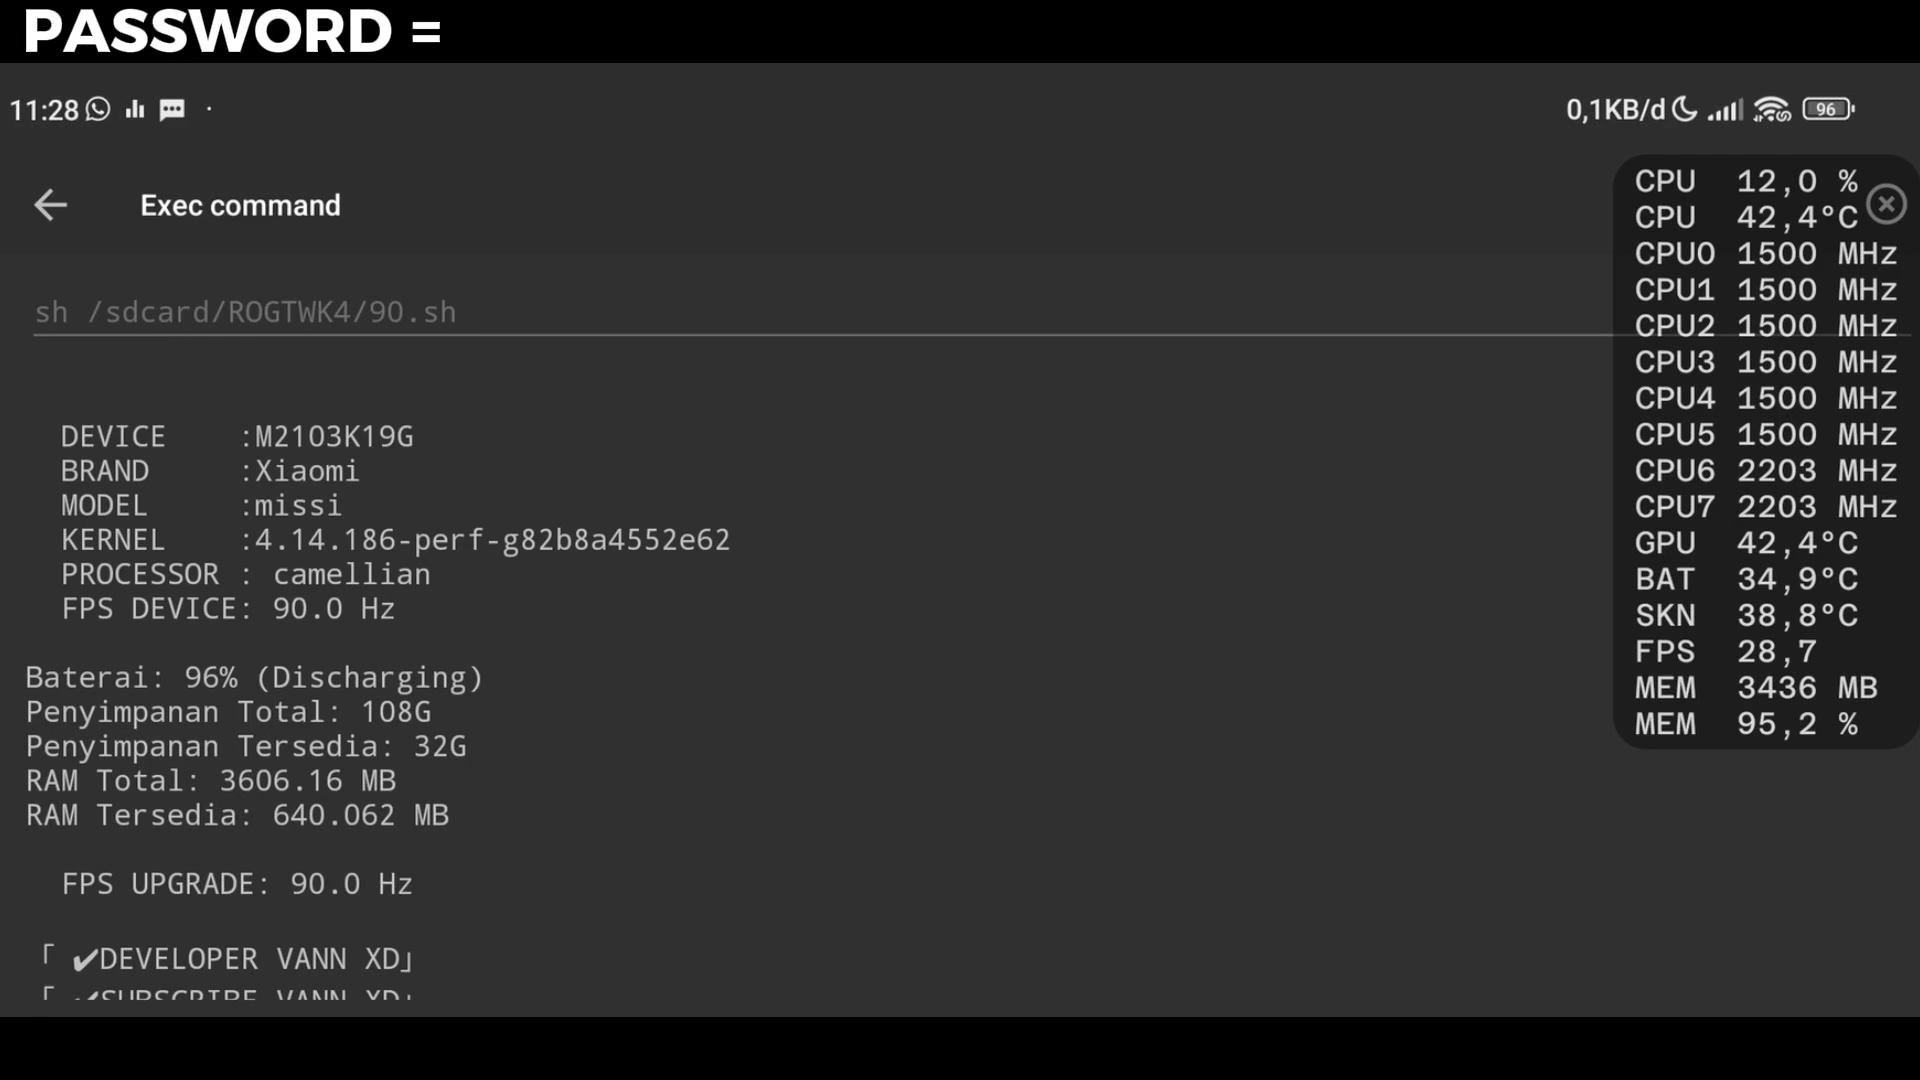 PASSWORD =
11:28
0,1KB/d
96
Exec command
sh /sdcard/ROGTWK4/90.sh
DEVICE :M2103K19G
BRAND :Xiaomi
MODEL :missi
KERNEL :4.14.186-perf-g82b8a4552e62
PROCESSOR : camellian
FPS DEVICE: 90.0 Hz
Baterai: 96% (Discharging)
Penyimpanan Total: 108G
Penyimpanan Tersedia: 32G
RAM Total: 3606.16 MB
RAM Tersedia: 640.062 MB
FPS UPGRADE: 90.0 Hz
「 ✔DEVELOPER VANN XD」
「 ✔SUBSCRIBE VANN XD」
CPU 12,0 %
CPU 42,4°C
CPU0 1500 MHz
CPU1 1500 MHz
CPU2 1500 MHz
CPU3 1500 MHz
CPU4 1500 MHz
CPU5 1500 MHz
CPU6 2203 MHz
CPU7 2203 MHz
GPU 42,4°C
BAT 34,9°C
SKN 38,8°C
FPS 28,7
MEM 3436 MB
MEM 95,2 %